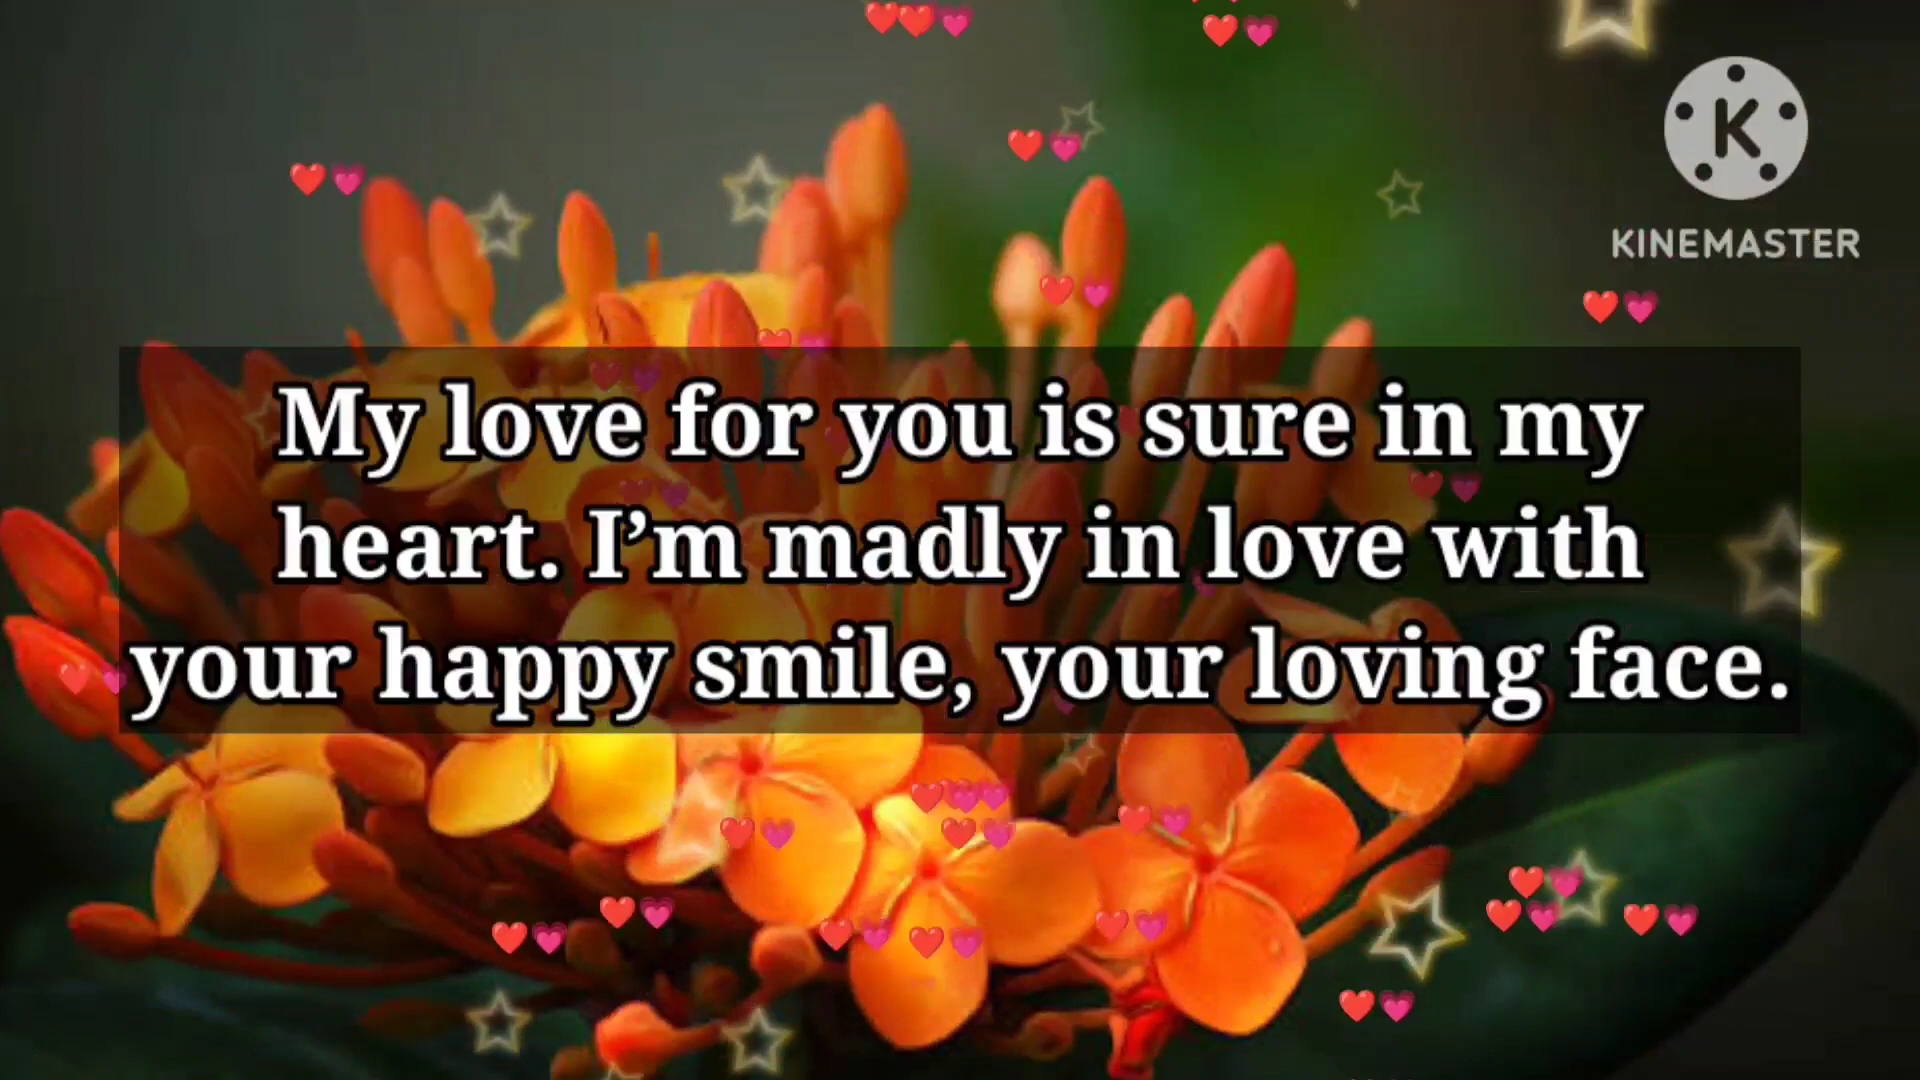 K
KINEMASTER
My love for you is sure in my
heart. I’m madly in love with
your happy smile, your loving face.